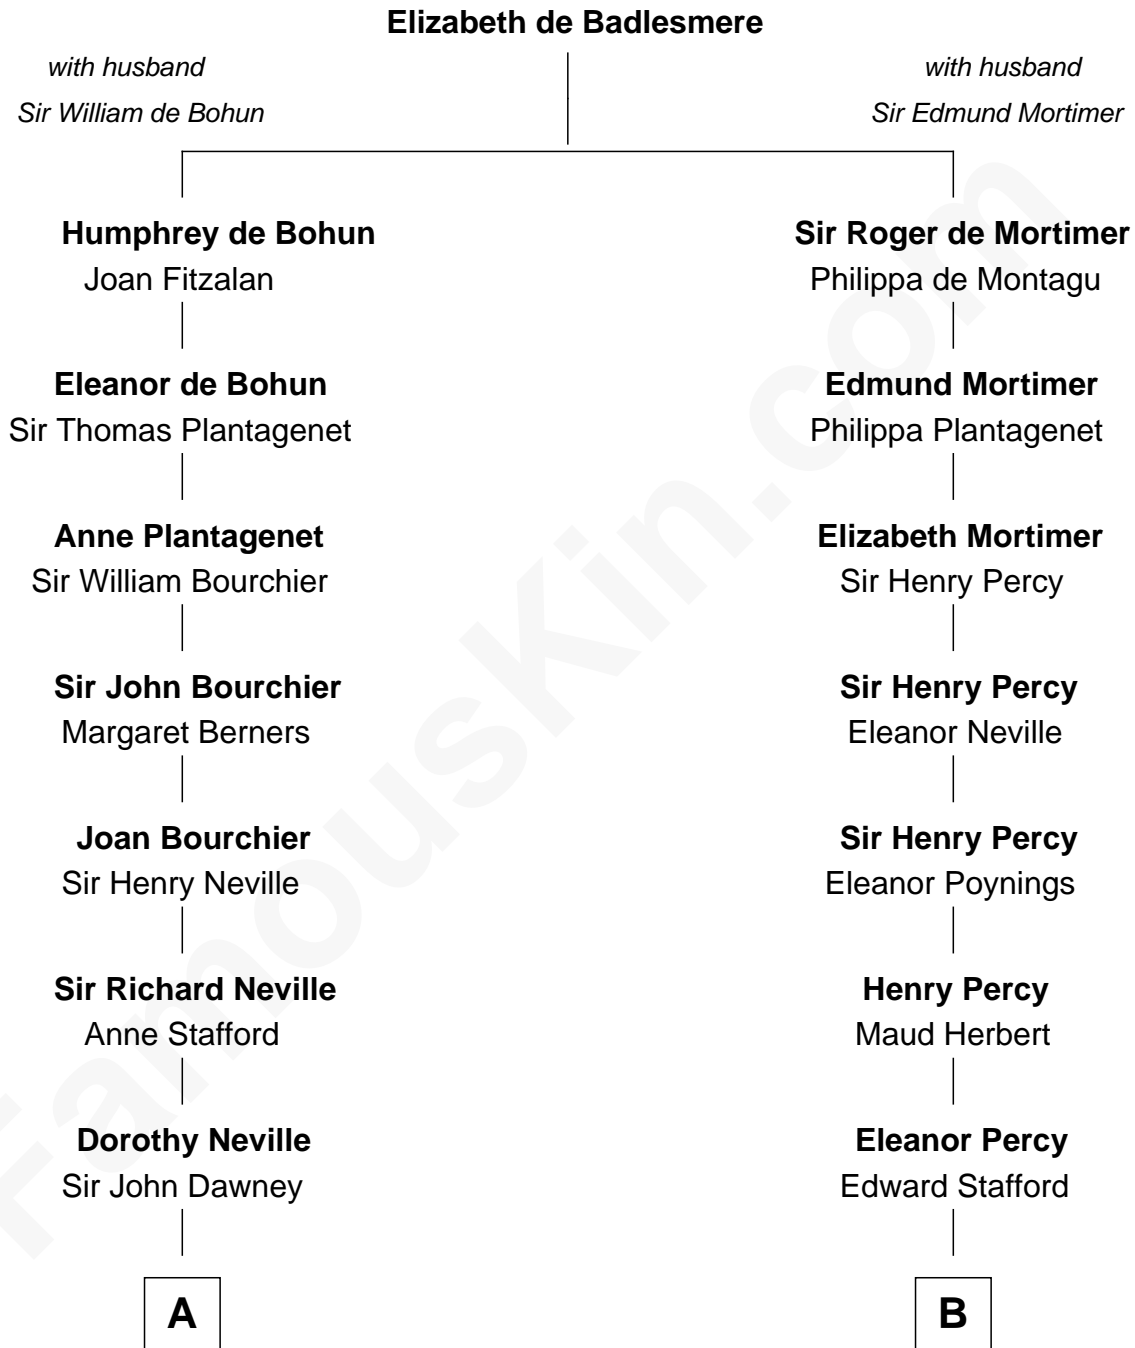 Elizabeth de Badlesmere
with husband
Sir William de Bohun
with husband
Sir Edmund Mortimer
Humphrey de Bohun
Joan Fitzalan
Sir Roger de Mortimer
Philippa de Montagu
Eleanor de Bohun
Sir Thomas Plantagenet
Edmund Mortimer
Philippa Plantagenet
Anne Plantagenet
Sir William Bourchier
Elizabeth Mortimer
Sir Henry Percy
Sir John Bourchier
Margaret Berners
Sir Henry Percy
Eleanor Neville
Joan Bourchier
Sir Henry Neville
Sir Henry Percy
Eleanor Poynings
Sir Richard Neville
Anne Stafford
Henry Percy
Maud Herbert
Dorothy Neville
Sir John Dawney
Eleanor Percy
Edward Stafford
A
B
FamousKin.com